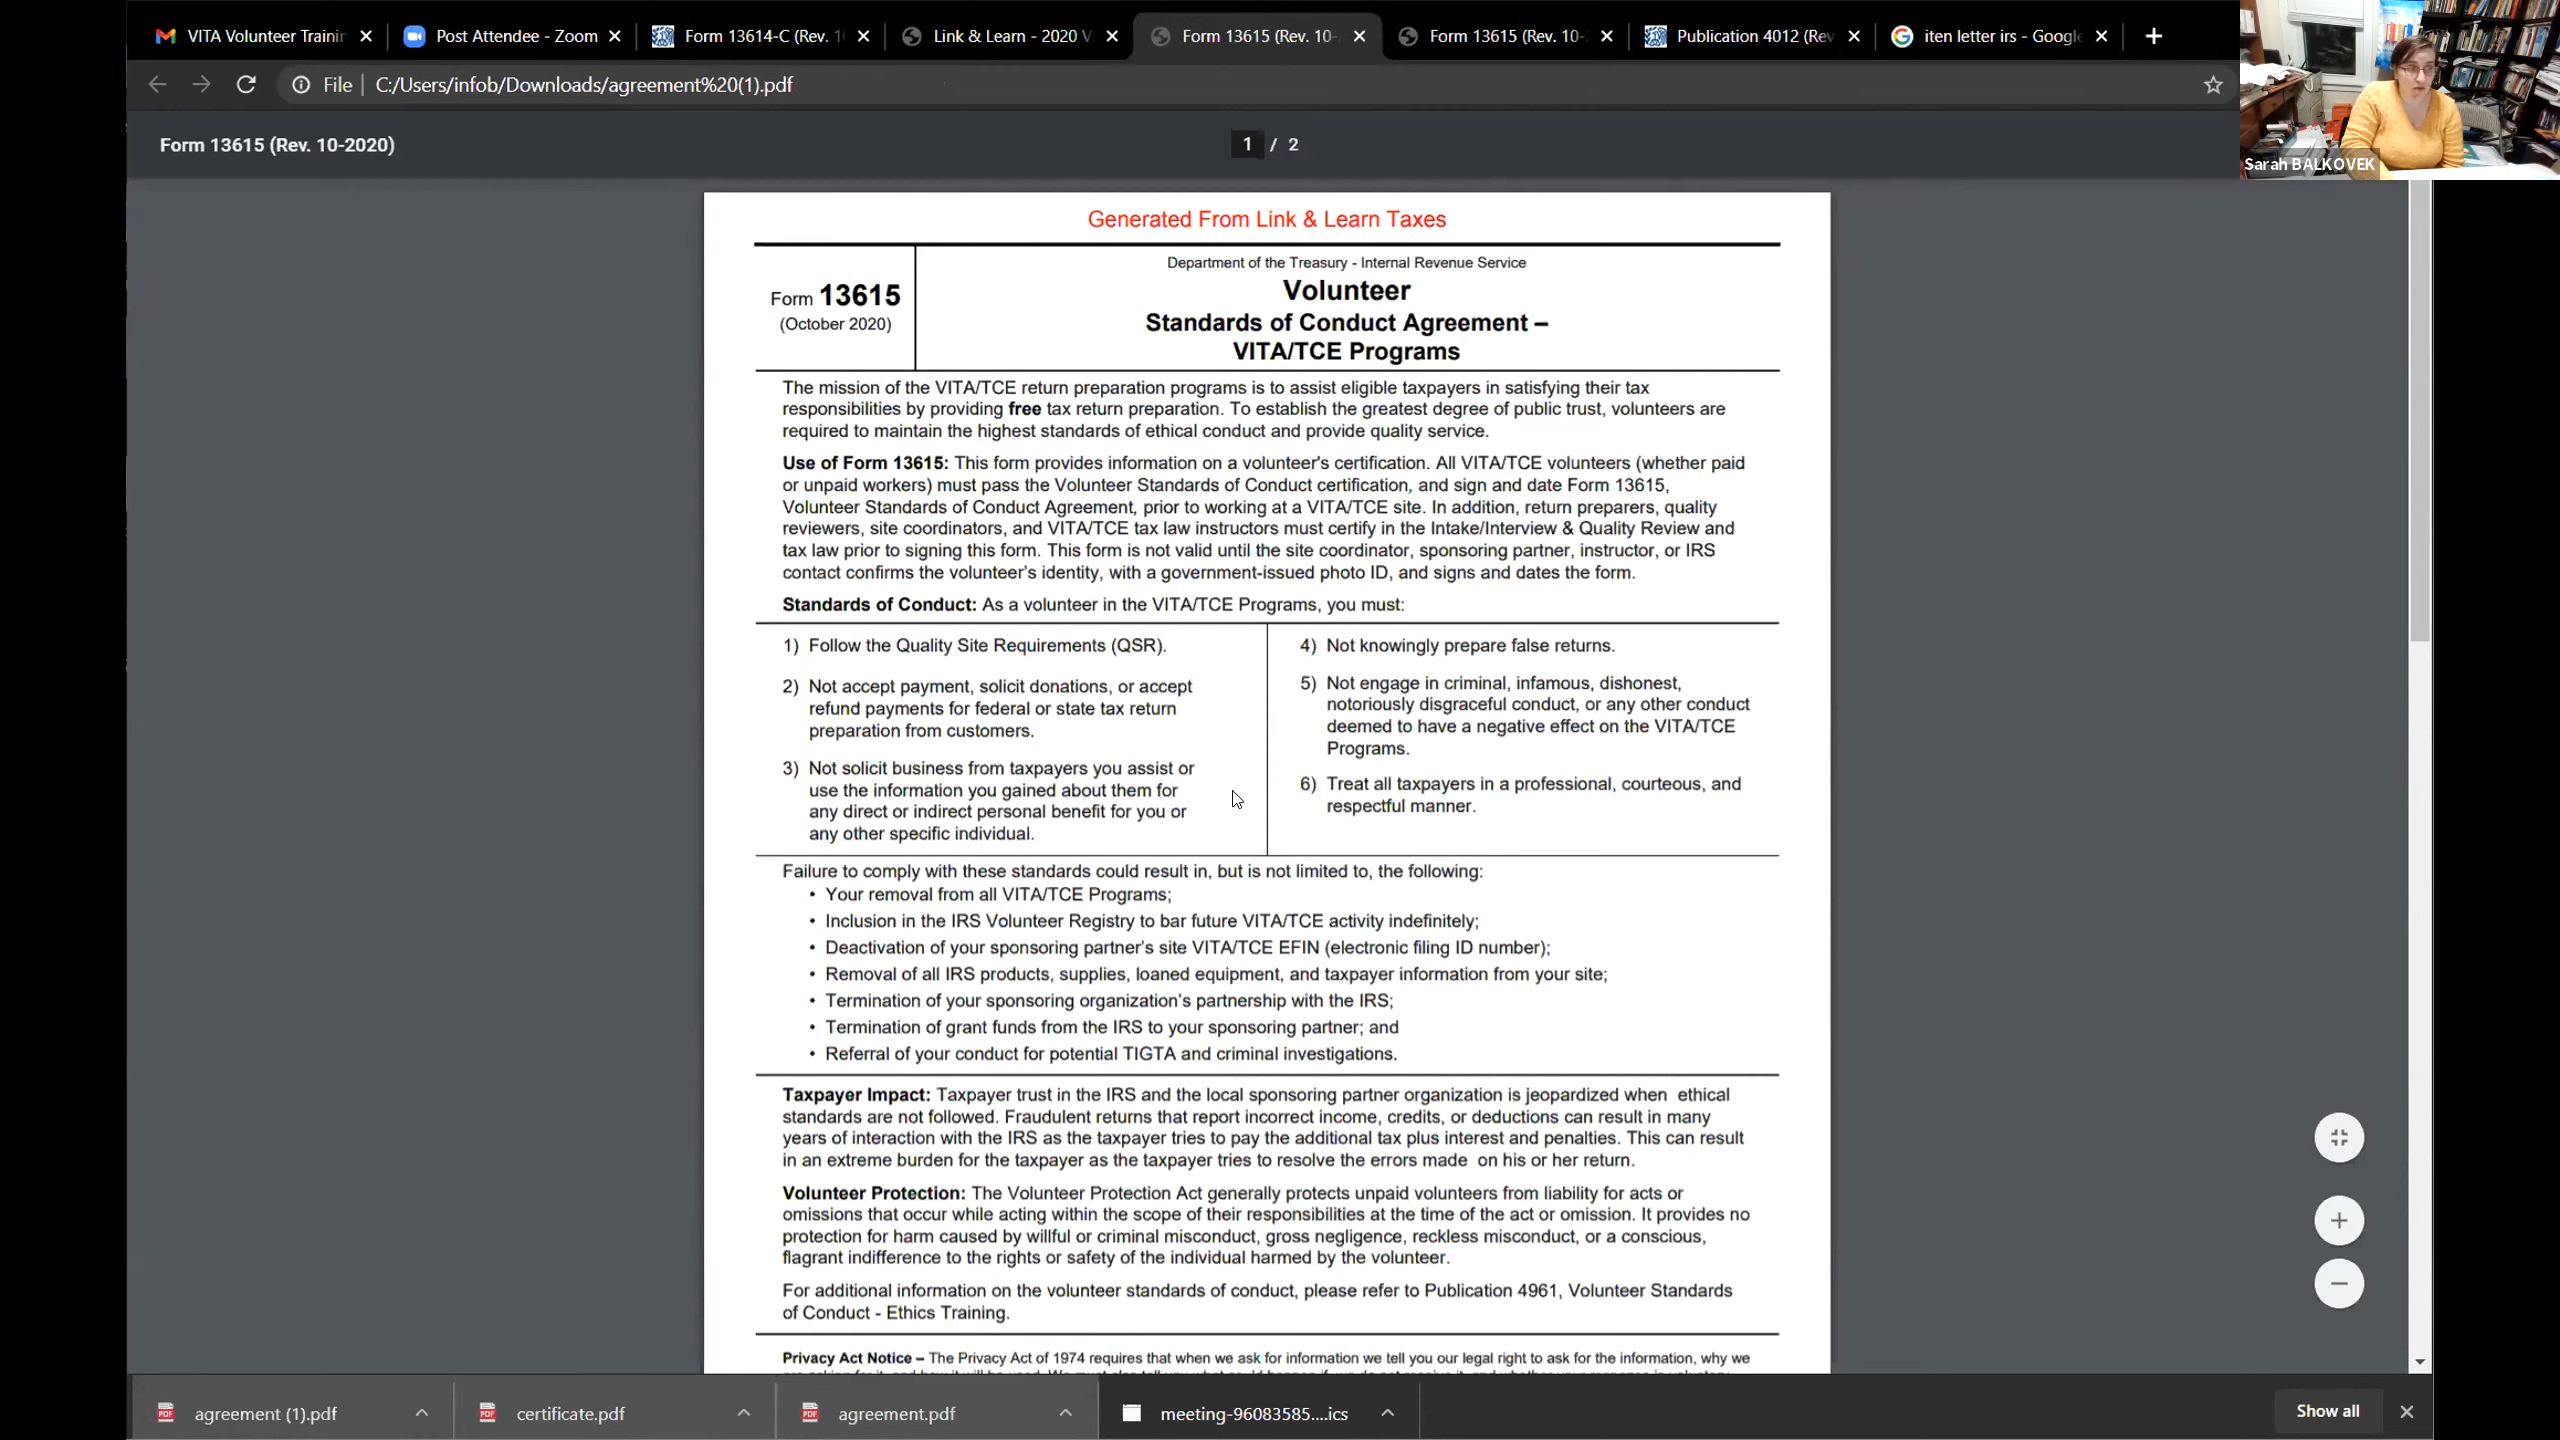 VITA Volunteer Trainin
Post Attendee - Zoom
Form 13614-C (Rev. 1
Link & Learn - 2020 V
Form 13615 (Rev. 10-
Form 13615 (Rev. 10-
Publication 4012 (Rev
iten letter irs - Google
File
C:/Users/infob/Downloads/agreement%20(1).pdf
Sarah BALKOVEK
Form 13615 (Rev. 10-2020)
1 / 2
Generated From Link & Learn Taxes
Form 13615
(October 2020)
Department of the Treasury - Internal Revenue Service
Volunteer
Standards of Conduct Agreement –
VITA/TCE Programs
The mission of the VITA/TCE return preparation programs is to assist eligible taxpayers in satisfying their tax
responsibilities by providing free tax return preparation. To establish the greatest degree of public trust, volunteers are
required to maintain the highest standards of ethical conduct and provide quality service.
Use of Form 13615: This form provides information on a volunteer's certification. All VITA/TCE volunteers (whether paid
or unpaid workers) must pass the Volunteer Standards of Conduct certification, and sign and date Form 13615,
Volunteer Standards of Conduct Agreement, prior to working at a VITA/TCE site. In addition, return preparers, quality
reviewers, site coordinators, and VITA/TCE tax law instructors must certify in the Intake/Interview & Quality Review and
tax law prior to signing this form. This form is not valid until the site coordinator, sponsoring partner, instructor, or IRS
contact confirms the volunteer's identity, with a government-issued photo ID, and signs and dates the form.
Standards of Conduct: As a volunteer in the VITA/TCE Programs, you must:
1) Follow the Quality Site Requirements (QSR).
2) Not accept payment, solicit donations, or accept
refund payments for federal or state tax return
preparation from customers.
3) Not solicit business from taxpayers you assist or
use the information you gained about them for
any direct or indirect personal benefit for you or
any other specific individual.
4) Not knowingly prepare false returns.
5) Not engage in criminal, infamous, dishonest,
notoriously disgraceful conduct, or any other conduct
deemed to have a negative effect on the VITA/TCE
Programs.
6) Treat all taxpayers in a professional, courteous, and
respectful manner.
Failure to comply with these standards could result in, but is not limited to, the following:
• Your removal from all VITA/TCE Programs;
• Inclusion in the IRS Volunteer Registry to bar future VITA/TCE activity indefinitely;
• Deactivation of your sponsoring partner's site VITA/TCE EFIN (electronic filing ID number);
• Removal of all IRS products, supplies, loaned equipment, and taxpayer information from your site;
• Termination of your sponsoring organization's partnership with the IRS;
• Termination of grant funds from the IRS to your sponsoring partner; and
• Referral of your conduct for potential TIGTA and criminal investigations.
Taxpayer Impact: Taxpayer trust in the IRS and the local sponsoring partner organization is jeopardized when ethical
standards are not followed. Fraudulent returns that report incorrect income, credits, or deductions can result in many
years of interaction with the IRS as the taxpayer tries to pay the additional tax plus interest and penalties. This can result
in an extreme burden for the taxpayer as the taxpayer tries to resolve the errors made on his or her return.
Volunteer Protection: The Volunteer Protection Act generally protects unpaid volunteers from liability for acts or
omissions that occur while acting within the scope of their responsibilities at the time of the act or omission. It provides no
protection for harm caused by willful or criminal misconduct, gross negligence, reckless misconduct, or a conscious,
flagrant indifference to the rights or safety of the individual harmed by the volunteer.
For additional information on the volunteer standards of conduct, please refer to Publication 4961, Volunteer Standards
of Conduct - Ethics Training.
Privacy Act Notice – The Privacy Act of 1974 requires that when we ask for information we tell you our legal right to ask for the information, why we
agreement (1).pdf
certificate.pdf
agreement.pdf
meeting-96083585....ics
Show all